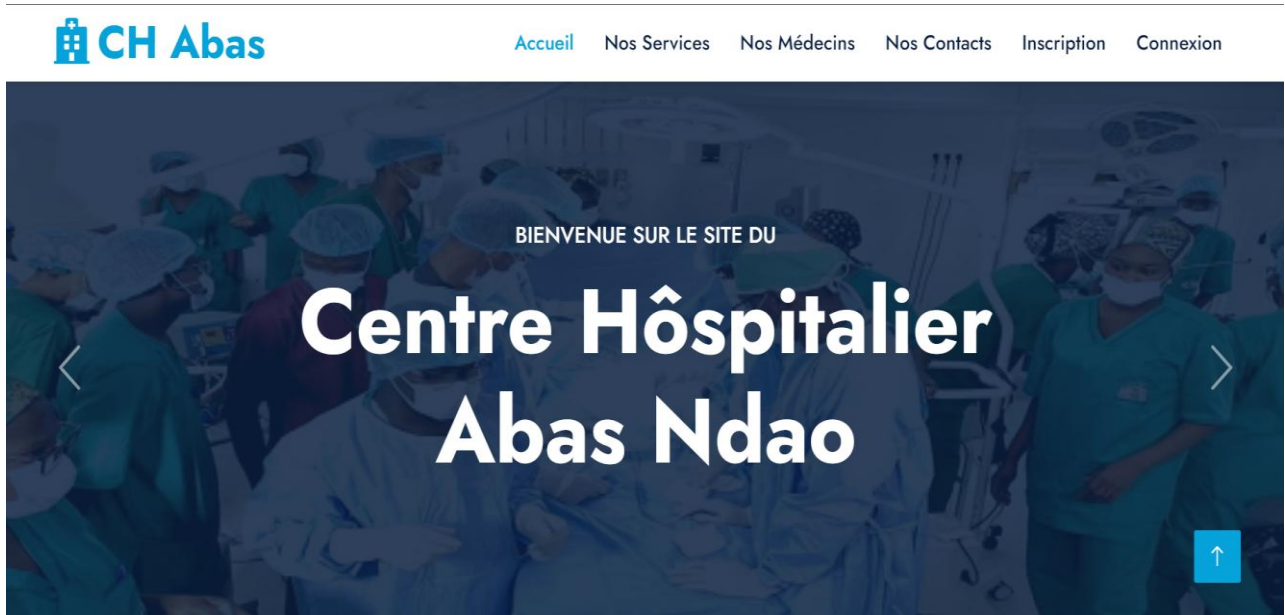 CH Abas
Accueil Nos Services Nos Médecins Nos Contacts Inscription Connexion
BIENVENUE SUR LE SITE DU
Centre Hôspitalier
Abas Ndao